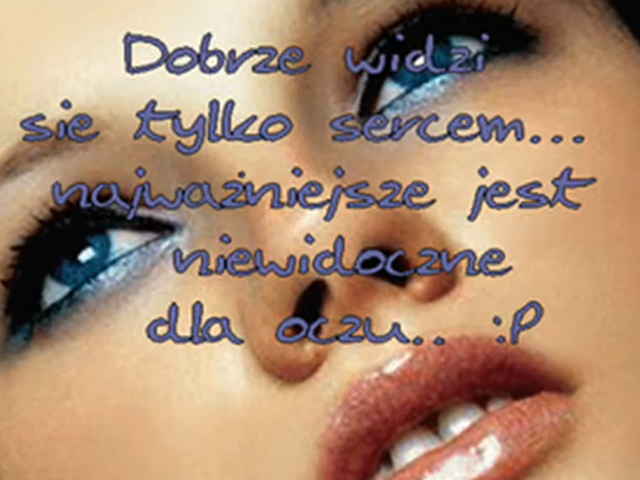 Dobrze widzi
sie tylko sercem...
najważniejsze jest
niewidoczne
dla oczu.. :P